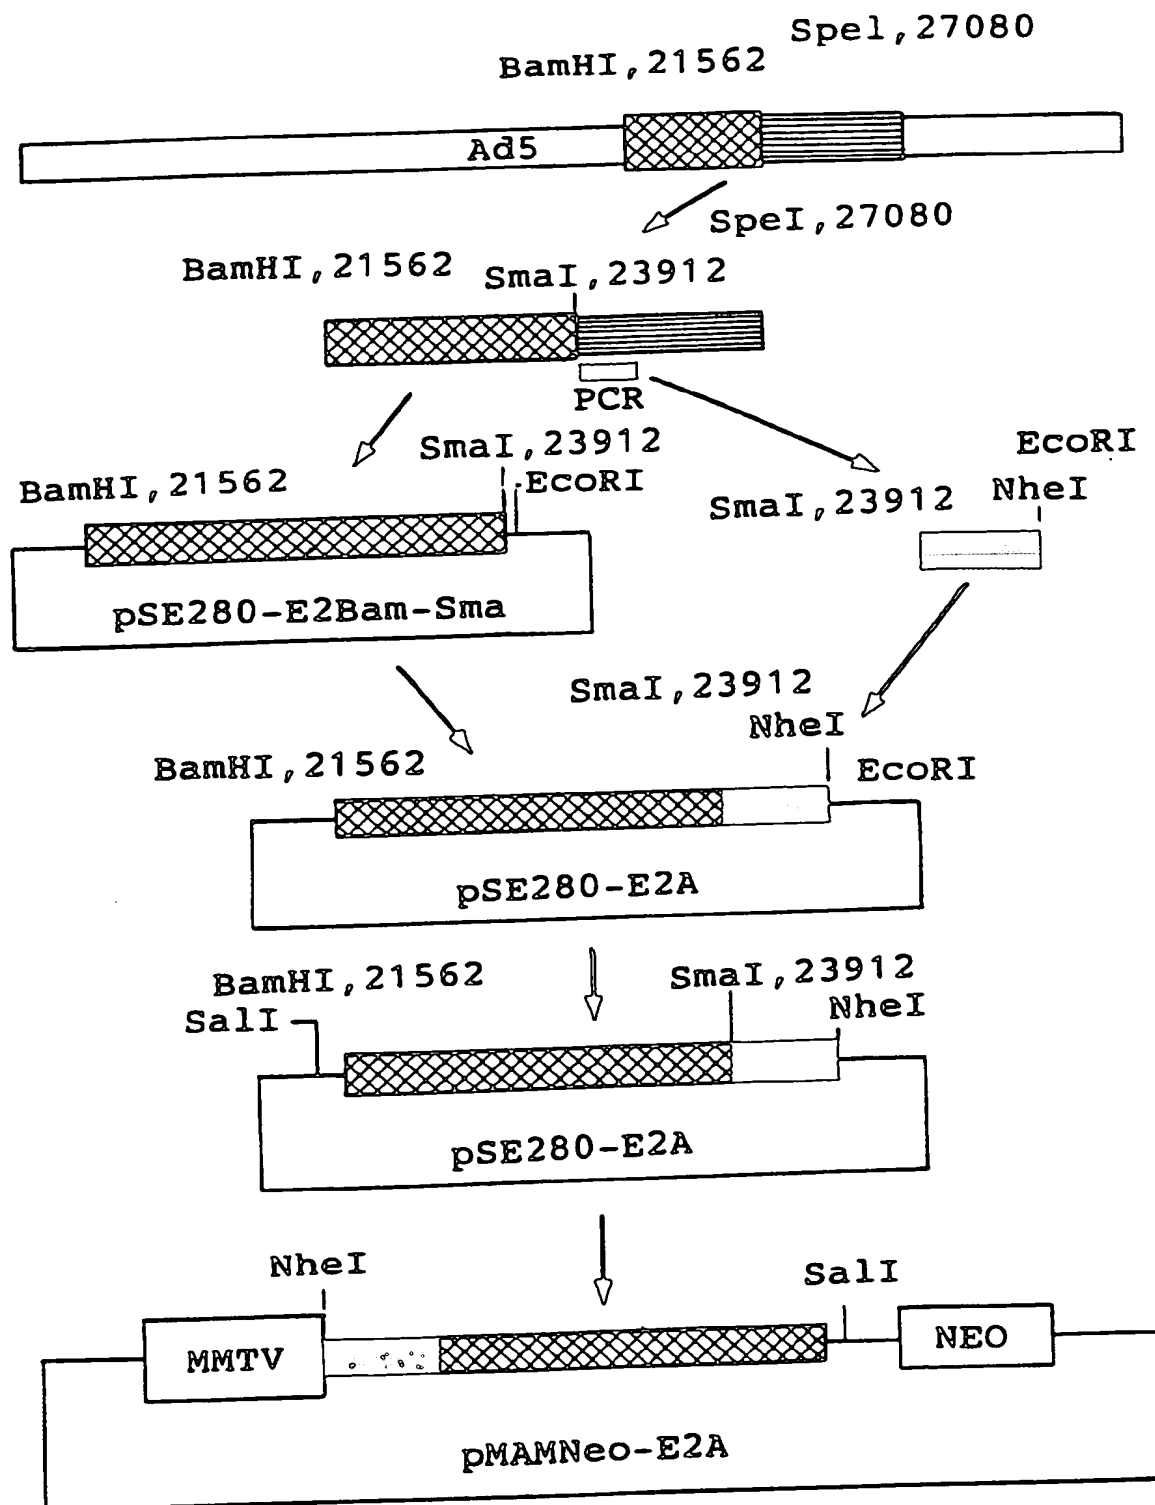 SpeI,27080
BamHI,21562
Ad5
SpeI,27080
BamHI,21562
SmaI,23912
PCR
SmaI,23912
EcoRI
BamHI,21562
EcoRI
NheI
SmaI,23912
pSE280-E2Bam-Sma
SmaI,23912
NheI
BamHI,21562
EcoRI
pSE280-E2A
BamHI,21562
SmaI,23912
SalI
NheI
pSE280-E2A
NheI
SalI
MMTV
NEO
pMAMNeo-E2A